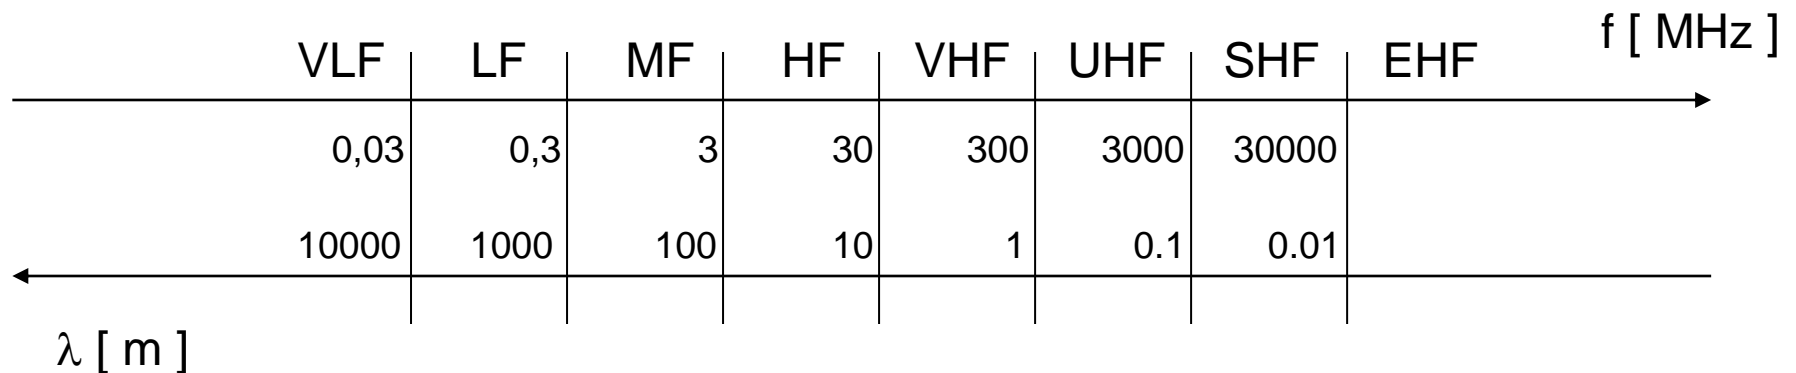 f [ MHz ]
VLF LF MF HF VHF UHF SHF EHF
0,03 0,3 3 30 300 3000 30000
10000 1000 100 10 1 0.1 0.01
λ [ m ]